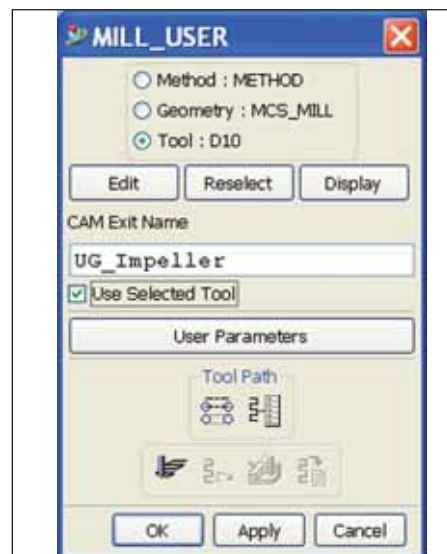 MILL_USER
Method : METHOD
Geometry : MCS_MILL
Tool : D10
Edit Reselect Display
CAM Exit Name
UG_Impeller
Use Selected Tool
User Parameters
Tool Path
OK Apply Cancel